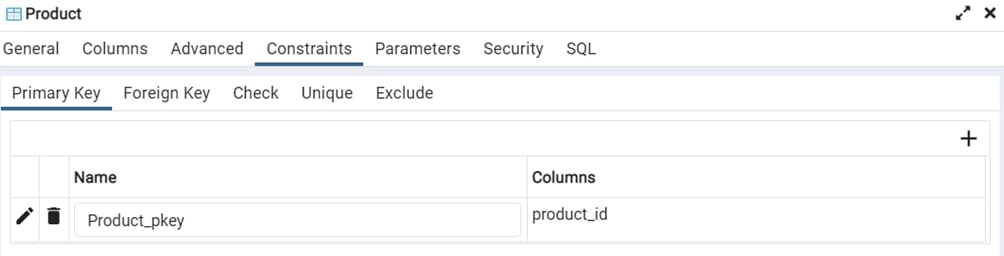 Product
General Columns Advanced Constraints Parameters Security SQL
Primary Key Foreign Key Check Unique Exclude
Name Columns
Product_pkey product_id